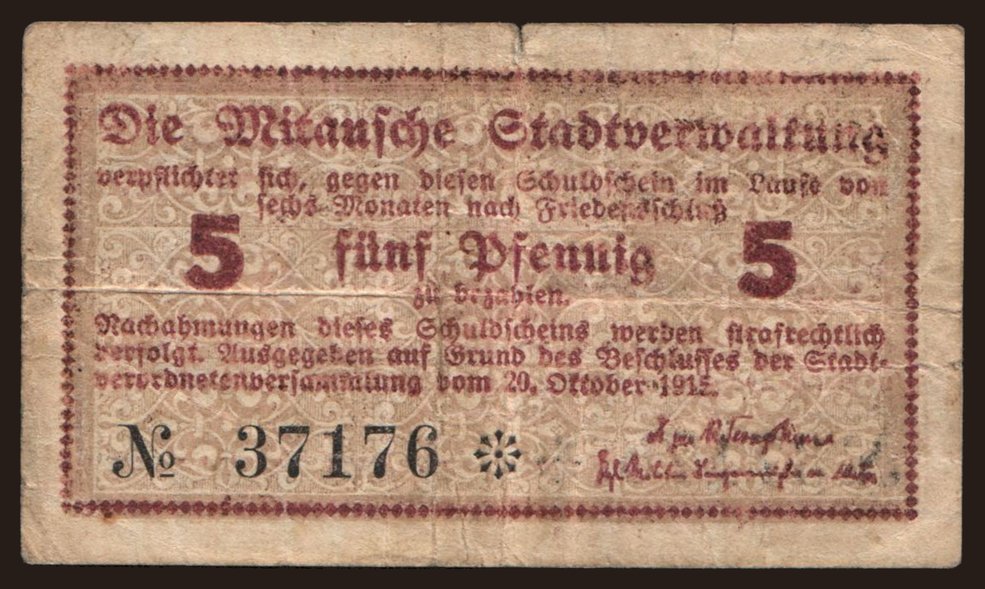 Die Mitausche Stadtverwaltung
verpflichtet sich, gegen diesen Schuldschein im Laufe von
sechs Monaten nach Friedensschluß
5 fünf Pfennig 5
zu bezahlen.
Nachahmungen dieses Schuldscheins werden strafrechtlich
verfolgt. Ausgegeben auf Grund des Beschlusses der Stadt-
verordnetenversammlung vom 20. Oktober 1915.
№ 37176